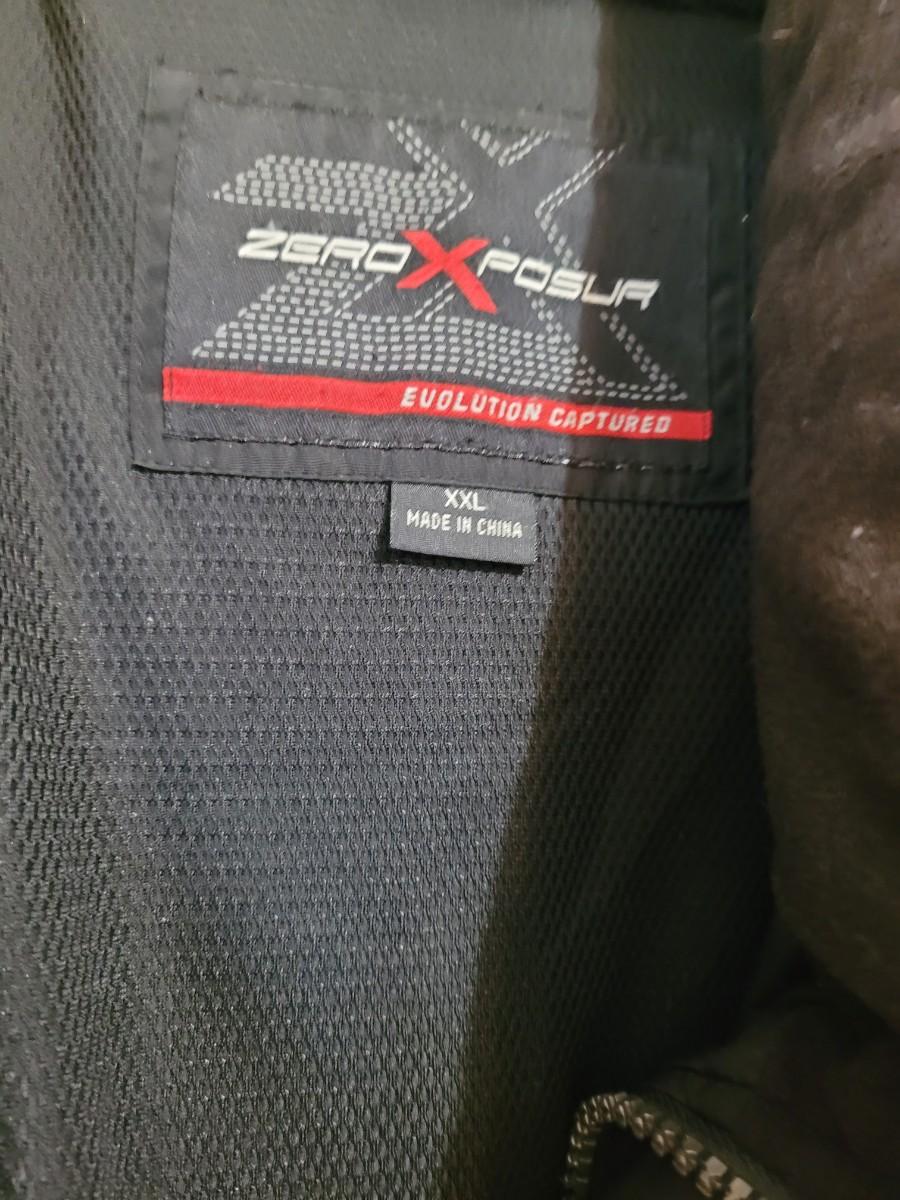 ZEROXPOSUR
EVOLUTION CAPTURED
XXL
MADE IN CHINA